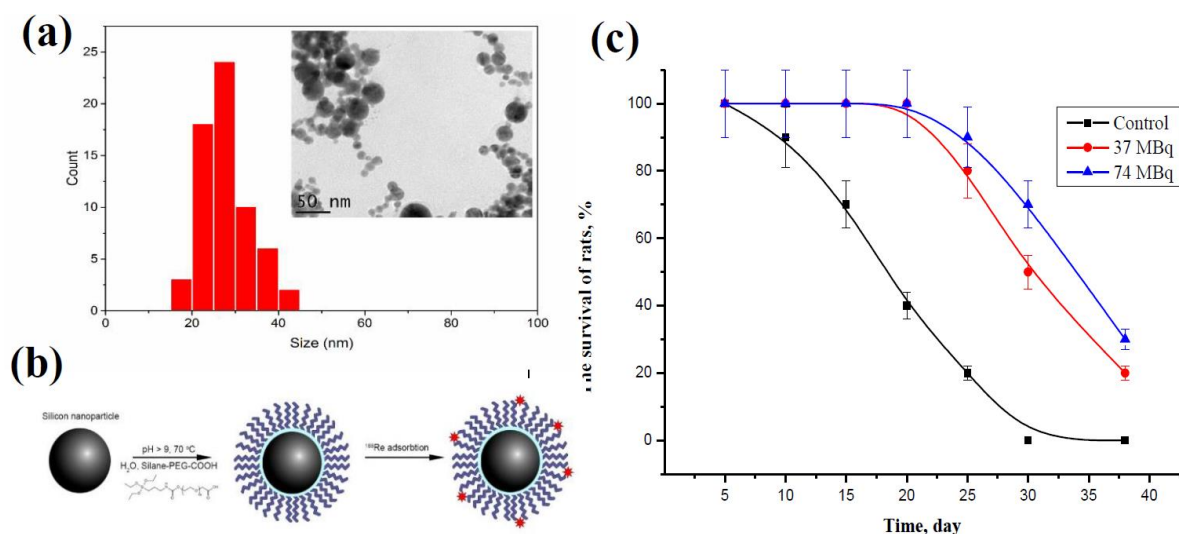 (a)
25
20
15
10
5
0
Count
0 20 40 60 80 100
Size (nm)
50 nm
(b)
Silicon nanoparticle
pH > 9, 70 °C
H₂O, Silane-PEG-COOH
¹⁸⁸Re adsorbtion
(c)
100
80
60
40
20
0
The survival of rats, %
Control
37 MBq
74 MBq
5 10 15 20 25 30 35 40
Time, day